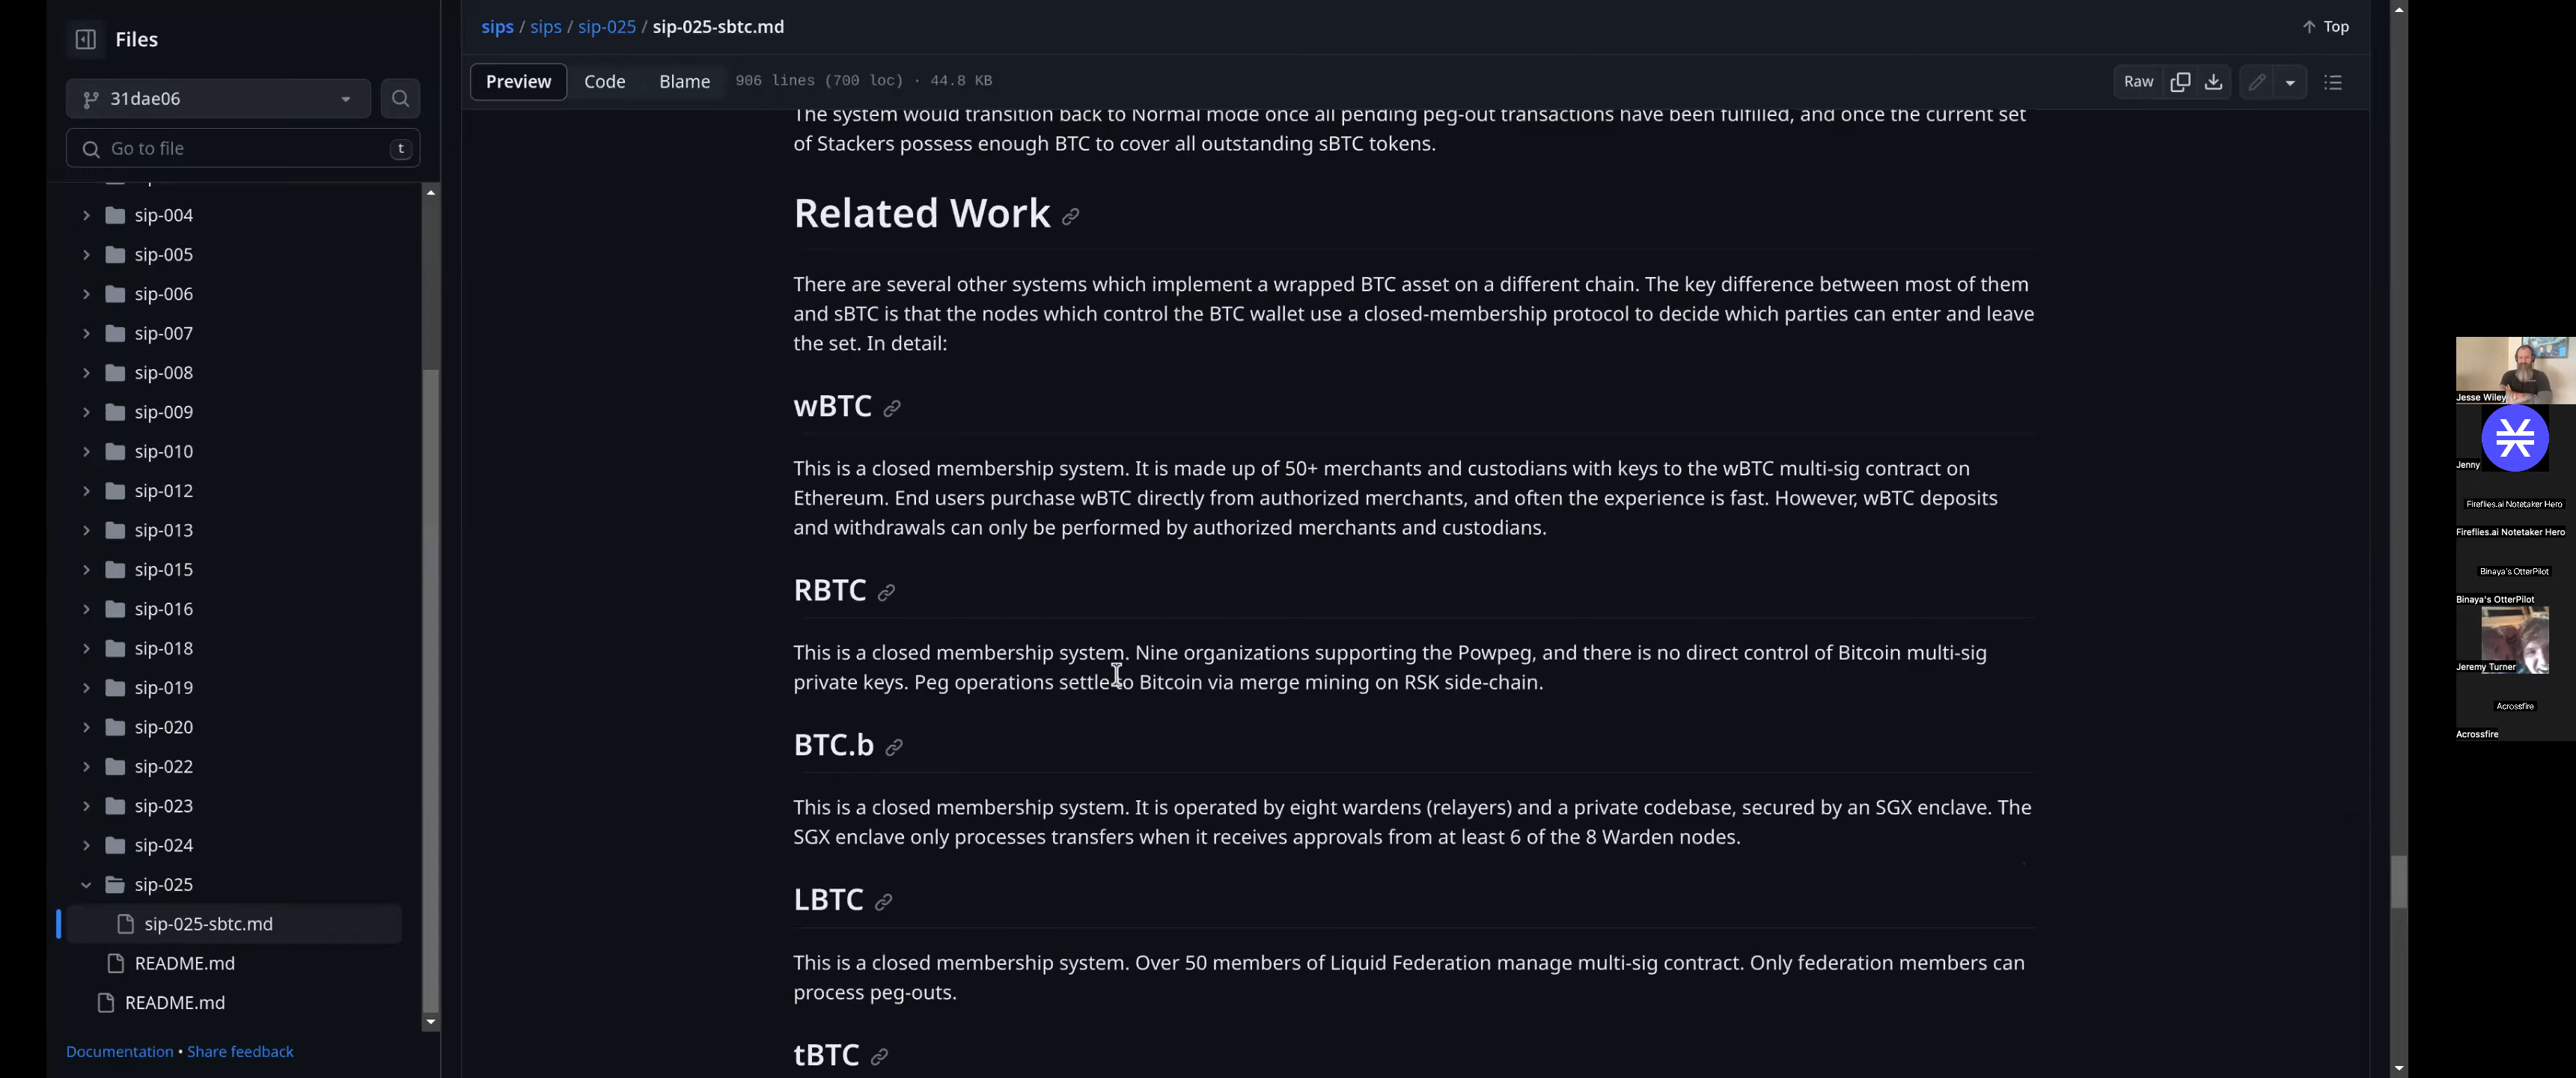 Files
31dae06
Go to file
t
sip-004
sip-005
sip-006
sip-007
sip-008
sip-009
sip-010
sip-012
sip-013
sip-015
sip-016
sip-018
sip-019
sip-020
sip-022
sip-023
sip-024
sip-025
sip-025-sbtc.md
README.md
README.md
Documentation • Share feedback
sips / sips / sip-025 / sip-025-sbtc.md
Top
Preview Code Blame 906 lines (700 loc) · 44.8 KB
Raw
The system would transition back to Normal mode once all pending peg-out transactions have been fulfilled, and once the current set
of Stackers possess enough BTC to cover all outstanding sBTC tokens.
Related Work
There are several other systems which implement a wrapped BTC asset on a different chain. The key difference between most of them
and sBTC is that the nodes which control the BTC wallet use a closed-membership protocol to decide which parties can enter and leave
the set. In detail:
wBTC
This is a closed membership system. It is made up of 50+ merchants and custodians with keys to the wBTC multi-sig contract on
Ethereum. End users purchase wBTC directly from authorized merchants, and often the experience is fast. However, wBTC deposits
and withdrawals can only be performed by authorized merchants and custodians.
RBTC
This is a closed membership system. Nine organizations supporting the Powpeg, and there is no direct control of Bitcoin multi-sig
private keys. Peg operations settle to Bitcoin via merge mining on RSK side-chain.
BTC.b
This is a closed membership system. It is operated by eight wardens (relayers) and a private codebase, secured by an SGX enclave. The
SGX enclave only processes transfers when it receives approvals from at least 6 of the 8 Warden nodes.
LBTC
This is a closed membership system. Over 50 members of Liquid Federation manage multi-sig contract. Only federation members can
process peg-outs.
tBTC
Jesse Wiley
Jenny
Fireflies.ai Notetaker Hero
Fireflies.ai Notetaker Hero
Binaya's OtterPilot
Binaya's OtterPilot
Jeremy Turner
Acrossfire
Acrossfire